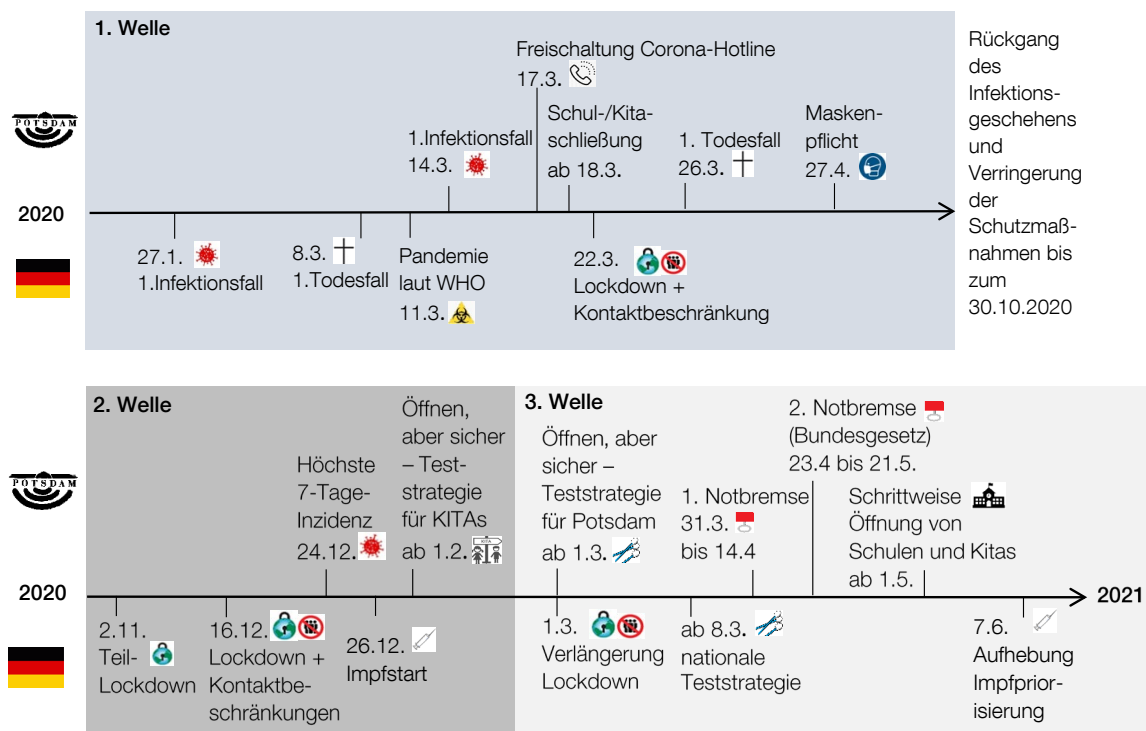 1. Welle
Freischaltung Corona-Hotline
17.3.
POTSDAM
1.Infektionsfall
14.3.
Schul-/Kita-
schließung
ab 18.3.
1. Todesfall
26.3.
Masken-
pflicht
27.4.
2020
27.1.
1.Infektionsfall
8.3.
1.Todesfall
Pandemie
laut WHO
11.3.
22.3.
Lockdown +
Kontaktbeschränkung
Rückgang
des
Infektions-
geschehens
und
Verringerung
der
Schutzmaß-
nahmen bis
zum
30.10.2020
2. Welle
POTSDAM
Höchste
7-Tage-
Inzidenz
24.12.
Öffnen,
aber sicher
– Test-
strategie
für KITAs
ab 1.2.
KITA
3. Welle
Öffnen, aber
sicher –
Teststrategie
für Potsdam
ab 1.3.
1. Notbremse
31.3.
bis 14.4
2. Notbremse
(Bundesgesetz)
23.4 bis 21.5.
Schrittweise
Öffnung von
Schulen und Kitas
ab 1.5.
2020
2021
2.11.
Teil-
Lockdown
16.12.
Lockdown +
Kontaktbe-
schränkungen
26.12.
Impfstart
1.3.
Verlängerung
Lockdown
ab 8.3.
nationale
Teststrategie
7.6.
Aufhebung
Impfprior-
isierung